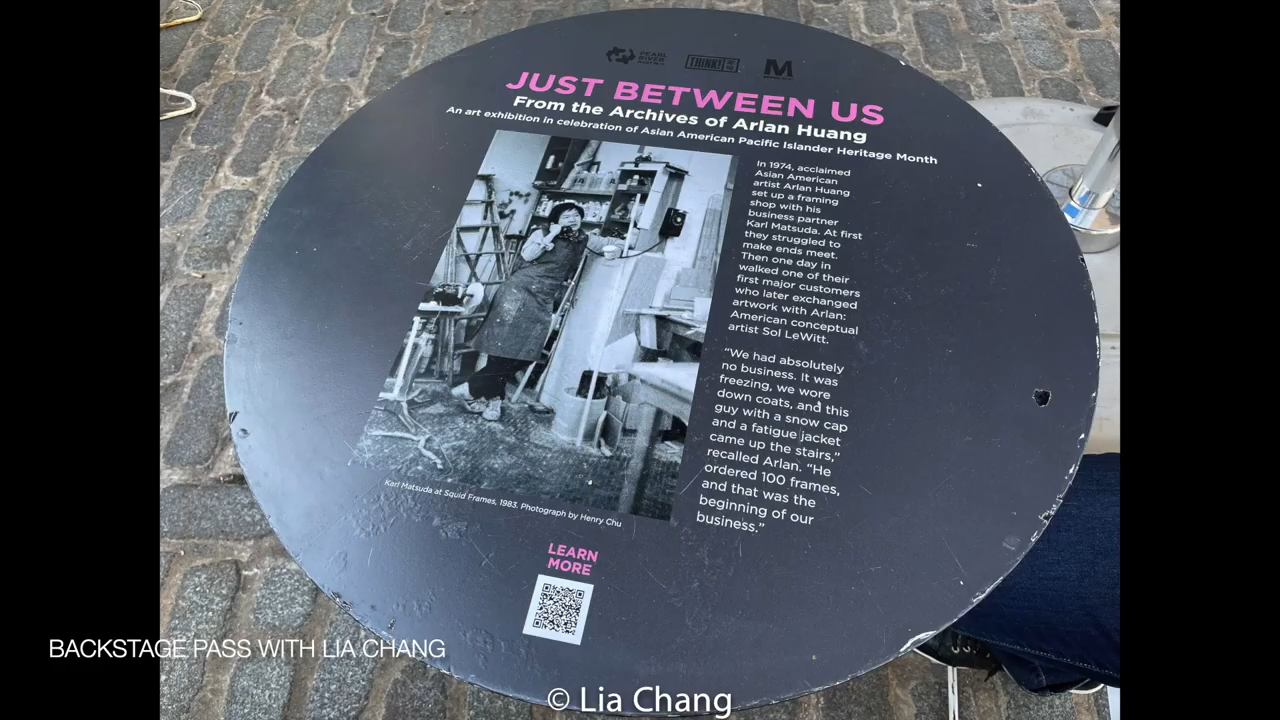 PEARL
RIVER
THINK!
M
JUST BETWEEN US
From the Archives of Arlan Huang
An art exhibition in celebration of Asian American Pacific Islander Heritage Month
In 1974, acclaimed
Asian American
artist Arlan Huang
set up a framing
shop with his
business partner
Karl Matsuda. At first
they struggled to
make ends meet.
Then one day in
walked one of their
first major customers
who later exchanged
artwork with Arlan:
American conceptual
artist Sol LeWitt.
“We had absolutely
no business. It was
freezing, we wore
down coats, and this
guy with a snow cap
and a fatigue jacket
came up the stairs,”
recalled Arlan. “He
ordered 100 frames,
and that was the
beginning of our
business.”
Karl Matsuda at Squid Frames, 1983. Photograph by Henry Chu
LEARN
MORE
BACKSTAGE PASS WITH LIA CHANG
© Lia Chang